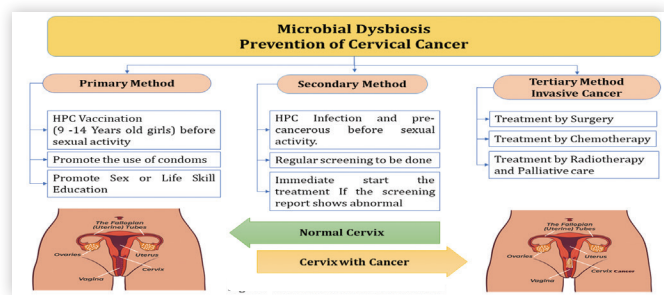 Microbial Dysbiosis
Prevention of Cervical Cancer
Primary Method
Secondary Method
Tertiary Method
Invasive Cancer
HPC Vaccination
(9 -14 Years old girls) before
sexual activity
Promote the use of condoms
Promote Sex or Life Skill
Education
HPC Infection and pre-
cancerous before sexual
activity.
Regular screening to be done
Immediate start the
treatment If the screening
report shows abnormal
Treatment by Surgery
Treatment by Chemotherapy
Treatment by Radiotherapy
and Palliative care
The Fallopian
(Uterine) Tubes
Ovaries
Uterus
Cervix
Vagina
Normal Cervix
Cervix with Cancer
The Fallopian
(Uterine) Tubes
Ovaries
Uterus
Cervix Cancer
Vagina